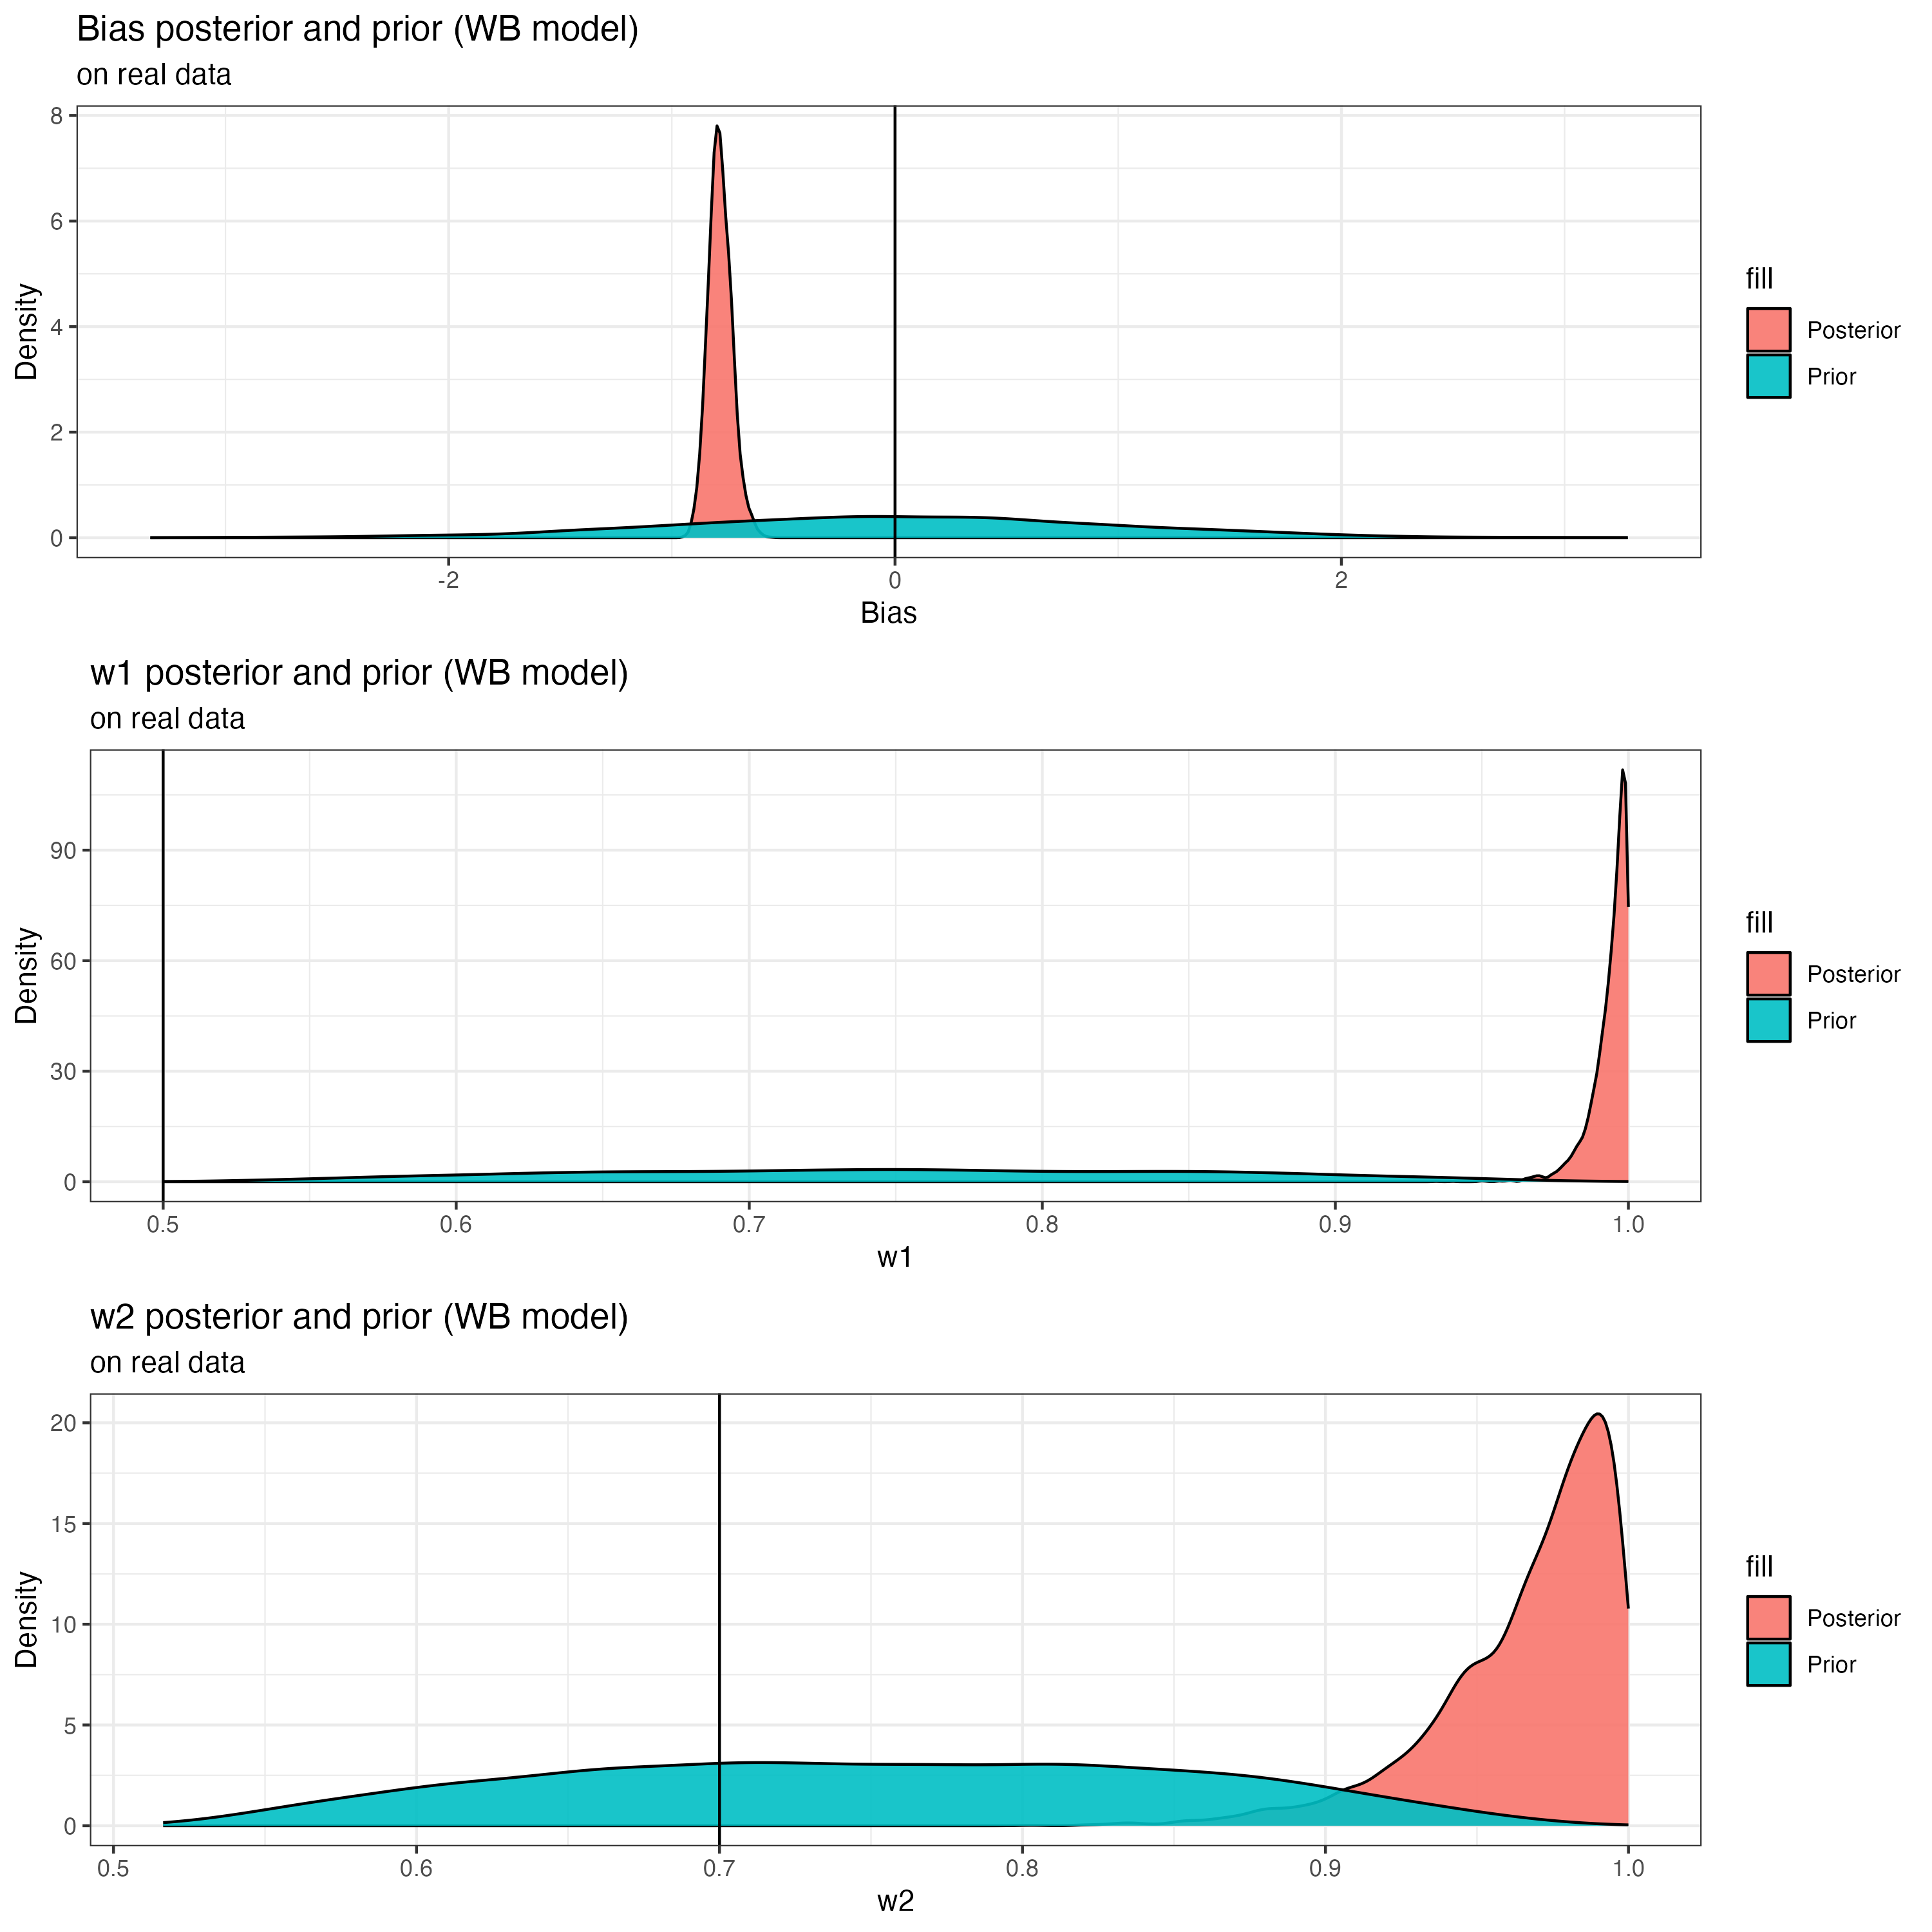 Bias posterior and prior (WB model)
on real data
8
6
4
2
0
Density
-2 0 2
Bias
fill
Posterior
Prior
w1 posterior and prior (WB model)
on real data
90
60
30
0
Density
0.5 0.6 0.7 0.8 0.9 1.0
w1
fill
Posterior
Prior
w2 posterior and prior (WB model)
on real data
20
15
10
5
0
Density
0.5 0.6 0.7 0.8 0.9 1.0
w2
fill
Posterior
Prior